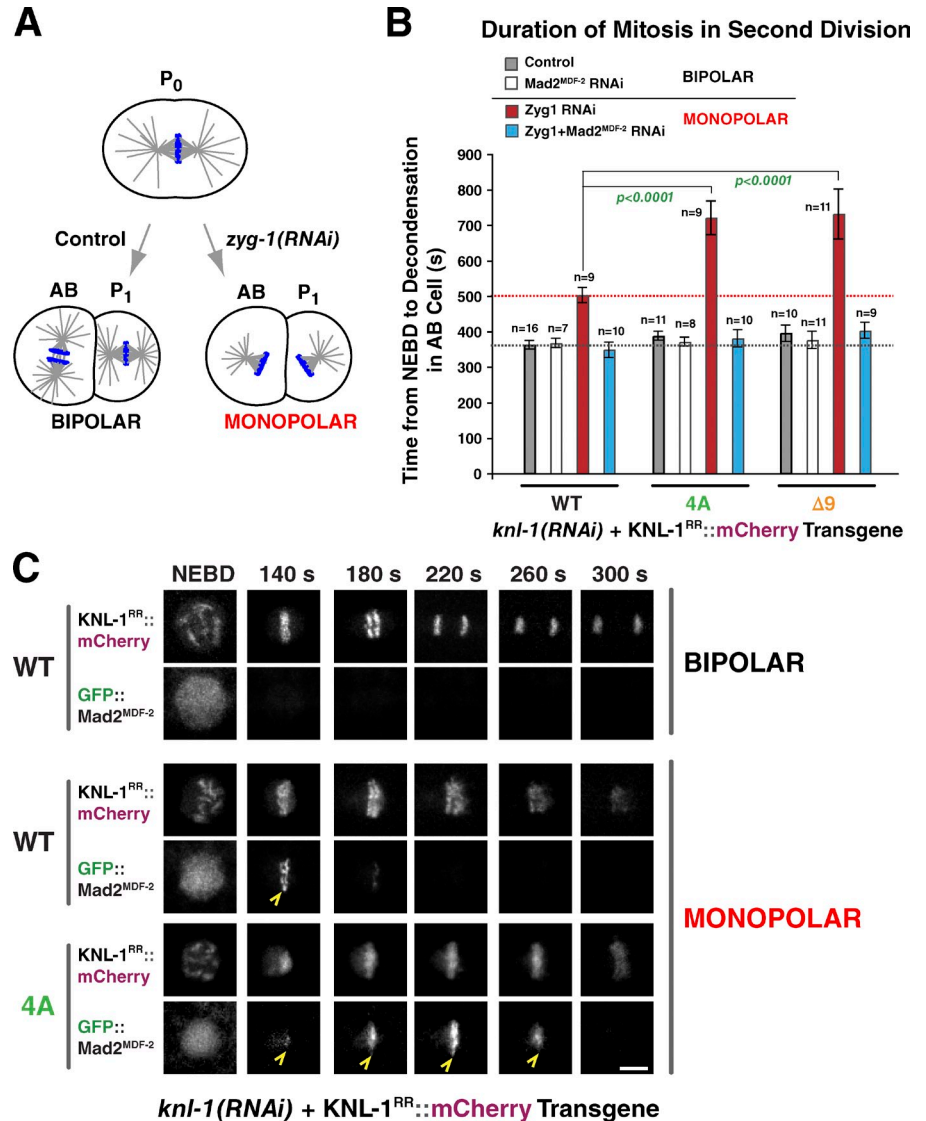 A
P0
Control
zyg-1(RNAi)
AB
P1
AB
P1
BIPOLAR
MONOPOLAR
B
Duration of Mitosis in Second Division
Control
Mad2MDF-2 RNAi
BIPOLAR
Zyg1 RNAi
Zyg1+Mad2MDF-2 RNAi
MONOPOLAR
Time from NEBD to Decondensation
in AB Cell (s)
900
800
700
600
500
400
300
200
100
0
p<0.0001
p<0.0001
n=16
n=7
n=9
n=10
n=11
n=8
n=9
n=10
n=10
n=11
n=11
n=9
WT
4A
Δ9
knl-1(RNAi) + KNL-1RR::mCherry Transgene
C
NEBD 140 s 180 s 220 s 260 s 300 s
WT
KNL-1RR::
mCherry
GFP::
Mad2MDF-2
BIPOLAR
WT
KNL-1RR::
mCherry
GFP::
Mad2MDF-2
4A
KNL-1RR::
mCherry
GFP::
Mad2MDF-2
MONOPOLAR
knl-1(RNAi) + KNL-1RR::mCherry Transgene